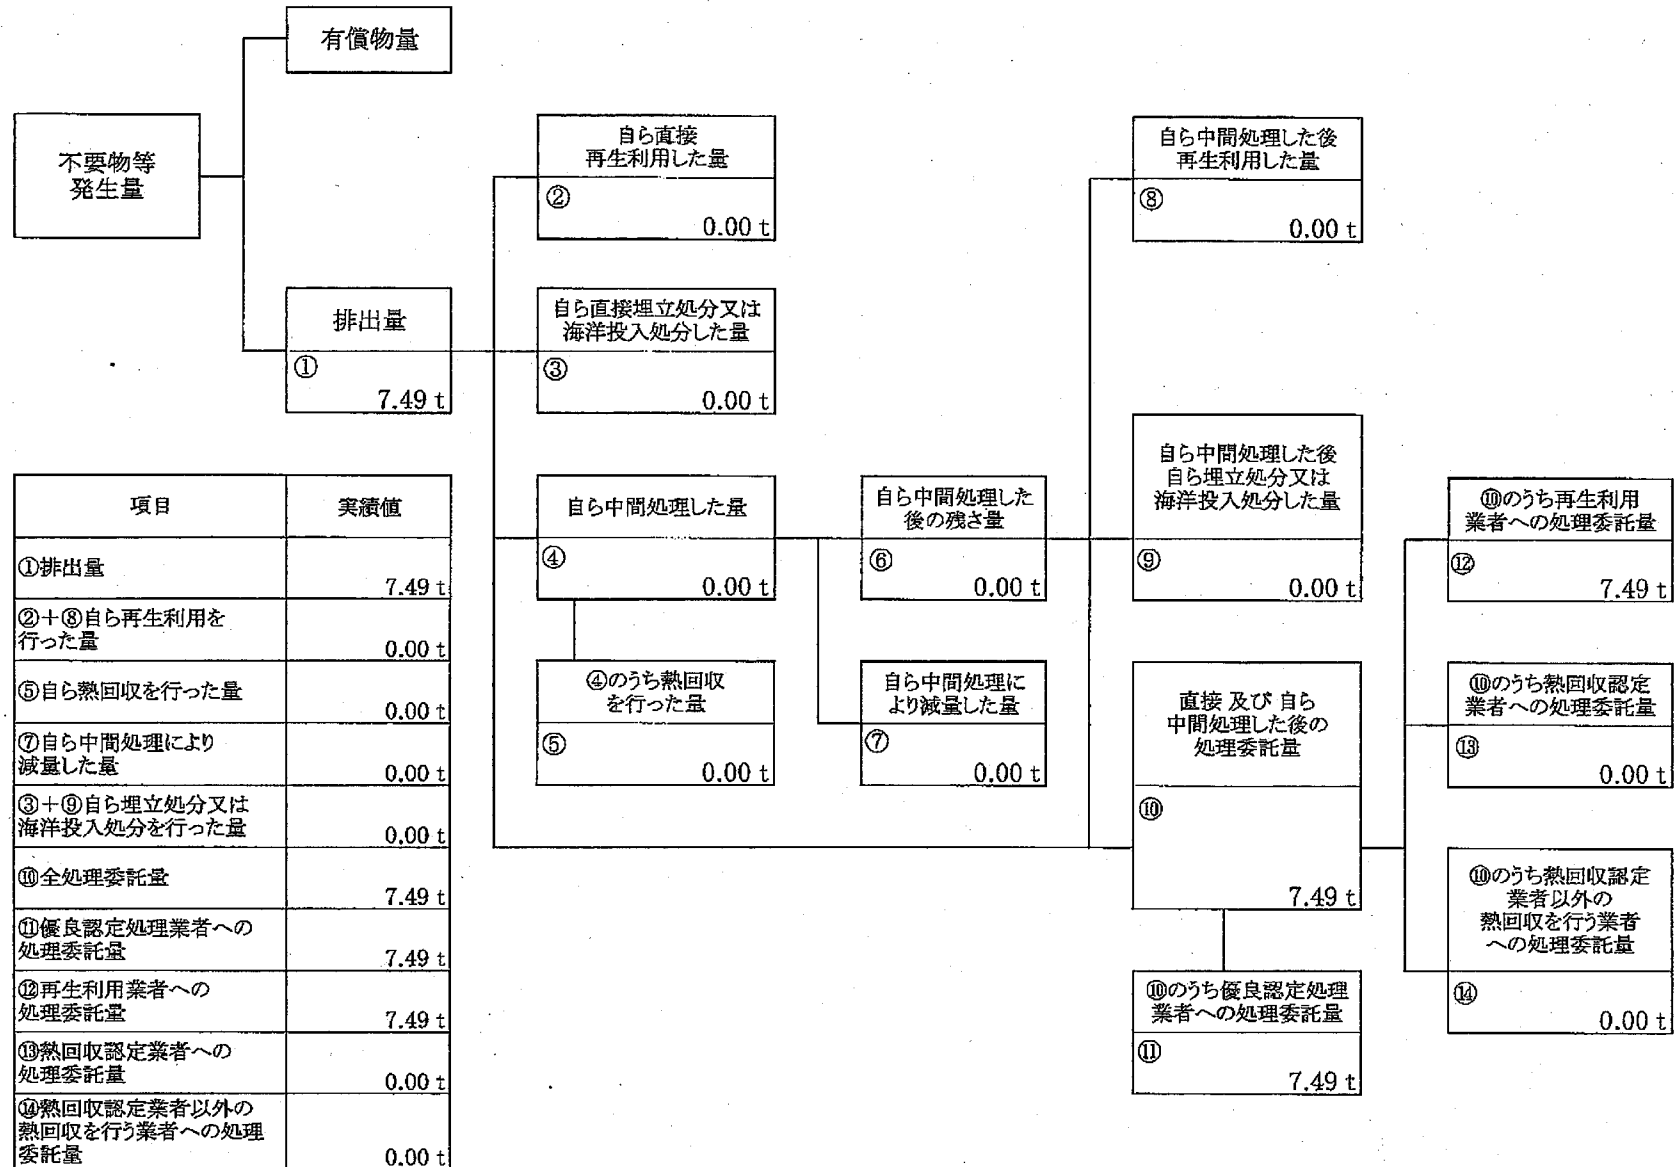 有償物量
不要物等
発生量
排出量
①
7.49 t
自ら直接
再生利用した量
②
0.00 t
自ら直接埋立処分又は
海洋投入処分した量
③
0.00 t
自ら中間処理した量
④
0.00 t
④のうち熱回収
を行った量
⑤
0.00 t
自ら中間処理した
後の残さ量
⑥
0.00 t
自ら中間処理に
より減量した量
⑦
0.00 t
自ら中間処理した後
再生利用した量
⑧
0.00 t
自ら中間処理した後
自ら埋立処分又は
海洋投入処分した量
⑨
0.00 t
直接 及び 自ら
中間処理した後の
処理委託量
⑩
7.49 t
⑩のうち優良認定処理
業者への処理委託量
⑪
7.49 t
⑩のうち再生利用
業者への処理委託量
⑫
7.49 t
⑩のうち熱回収認定
業者への処理委託量
⑬
0.00 t
⑩のうち熱回収認定
業者以外の
熱回収を行う業者
への処理委託量
⑭
0.00 t
項目 実績値
①排出量
7.49 t
②＋⑧自ら再生利用を
行った量
0.00 t
⑤自ら熱回収を行った量
0.00 t
⑦自ら中間処理により
減量した量
0.00 t
③＋⑨自ら埋立処分又は
海洋投入処分を行った量
0.00 t
⑩全処理委託量
7.49 t
⑪優良認定処理業者への
処理委託量
7.49 t
⑫再生利用業者への
処理委託量
7.49 t
⑬熱回収認定業者への
処理委託量
0.00 t
⑭熱回収認定業者以外の
熱回収を行う業者への処理
委託量
0.00 t